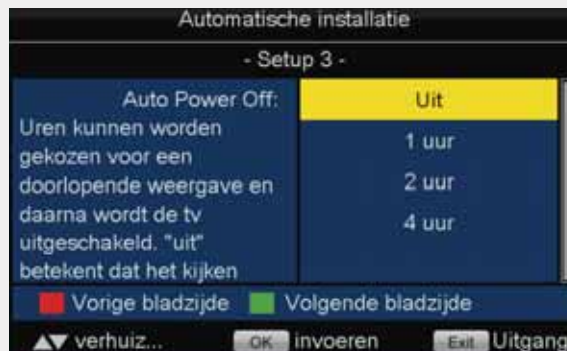 Automatische installatie
- Setup 3 -
Auto Power Off:
Uren kunnen worden
gekozen voor een
doorlopende weergave en
daarna wordt de tv
uitgeschakeld. "uit"
betekent dat het kijken
Uit
1 uur
2 uur
4 uur
Vorige bladzijde Volgende bladzijde
verhuiz... OK invoeren Exit Uitgang